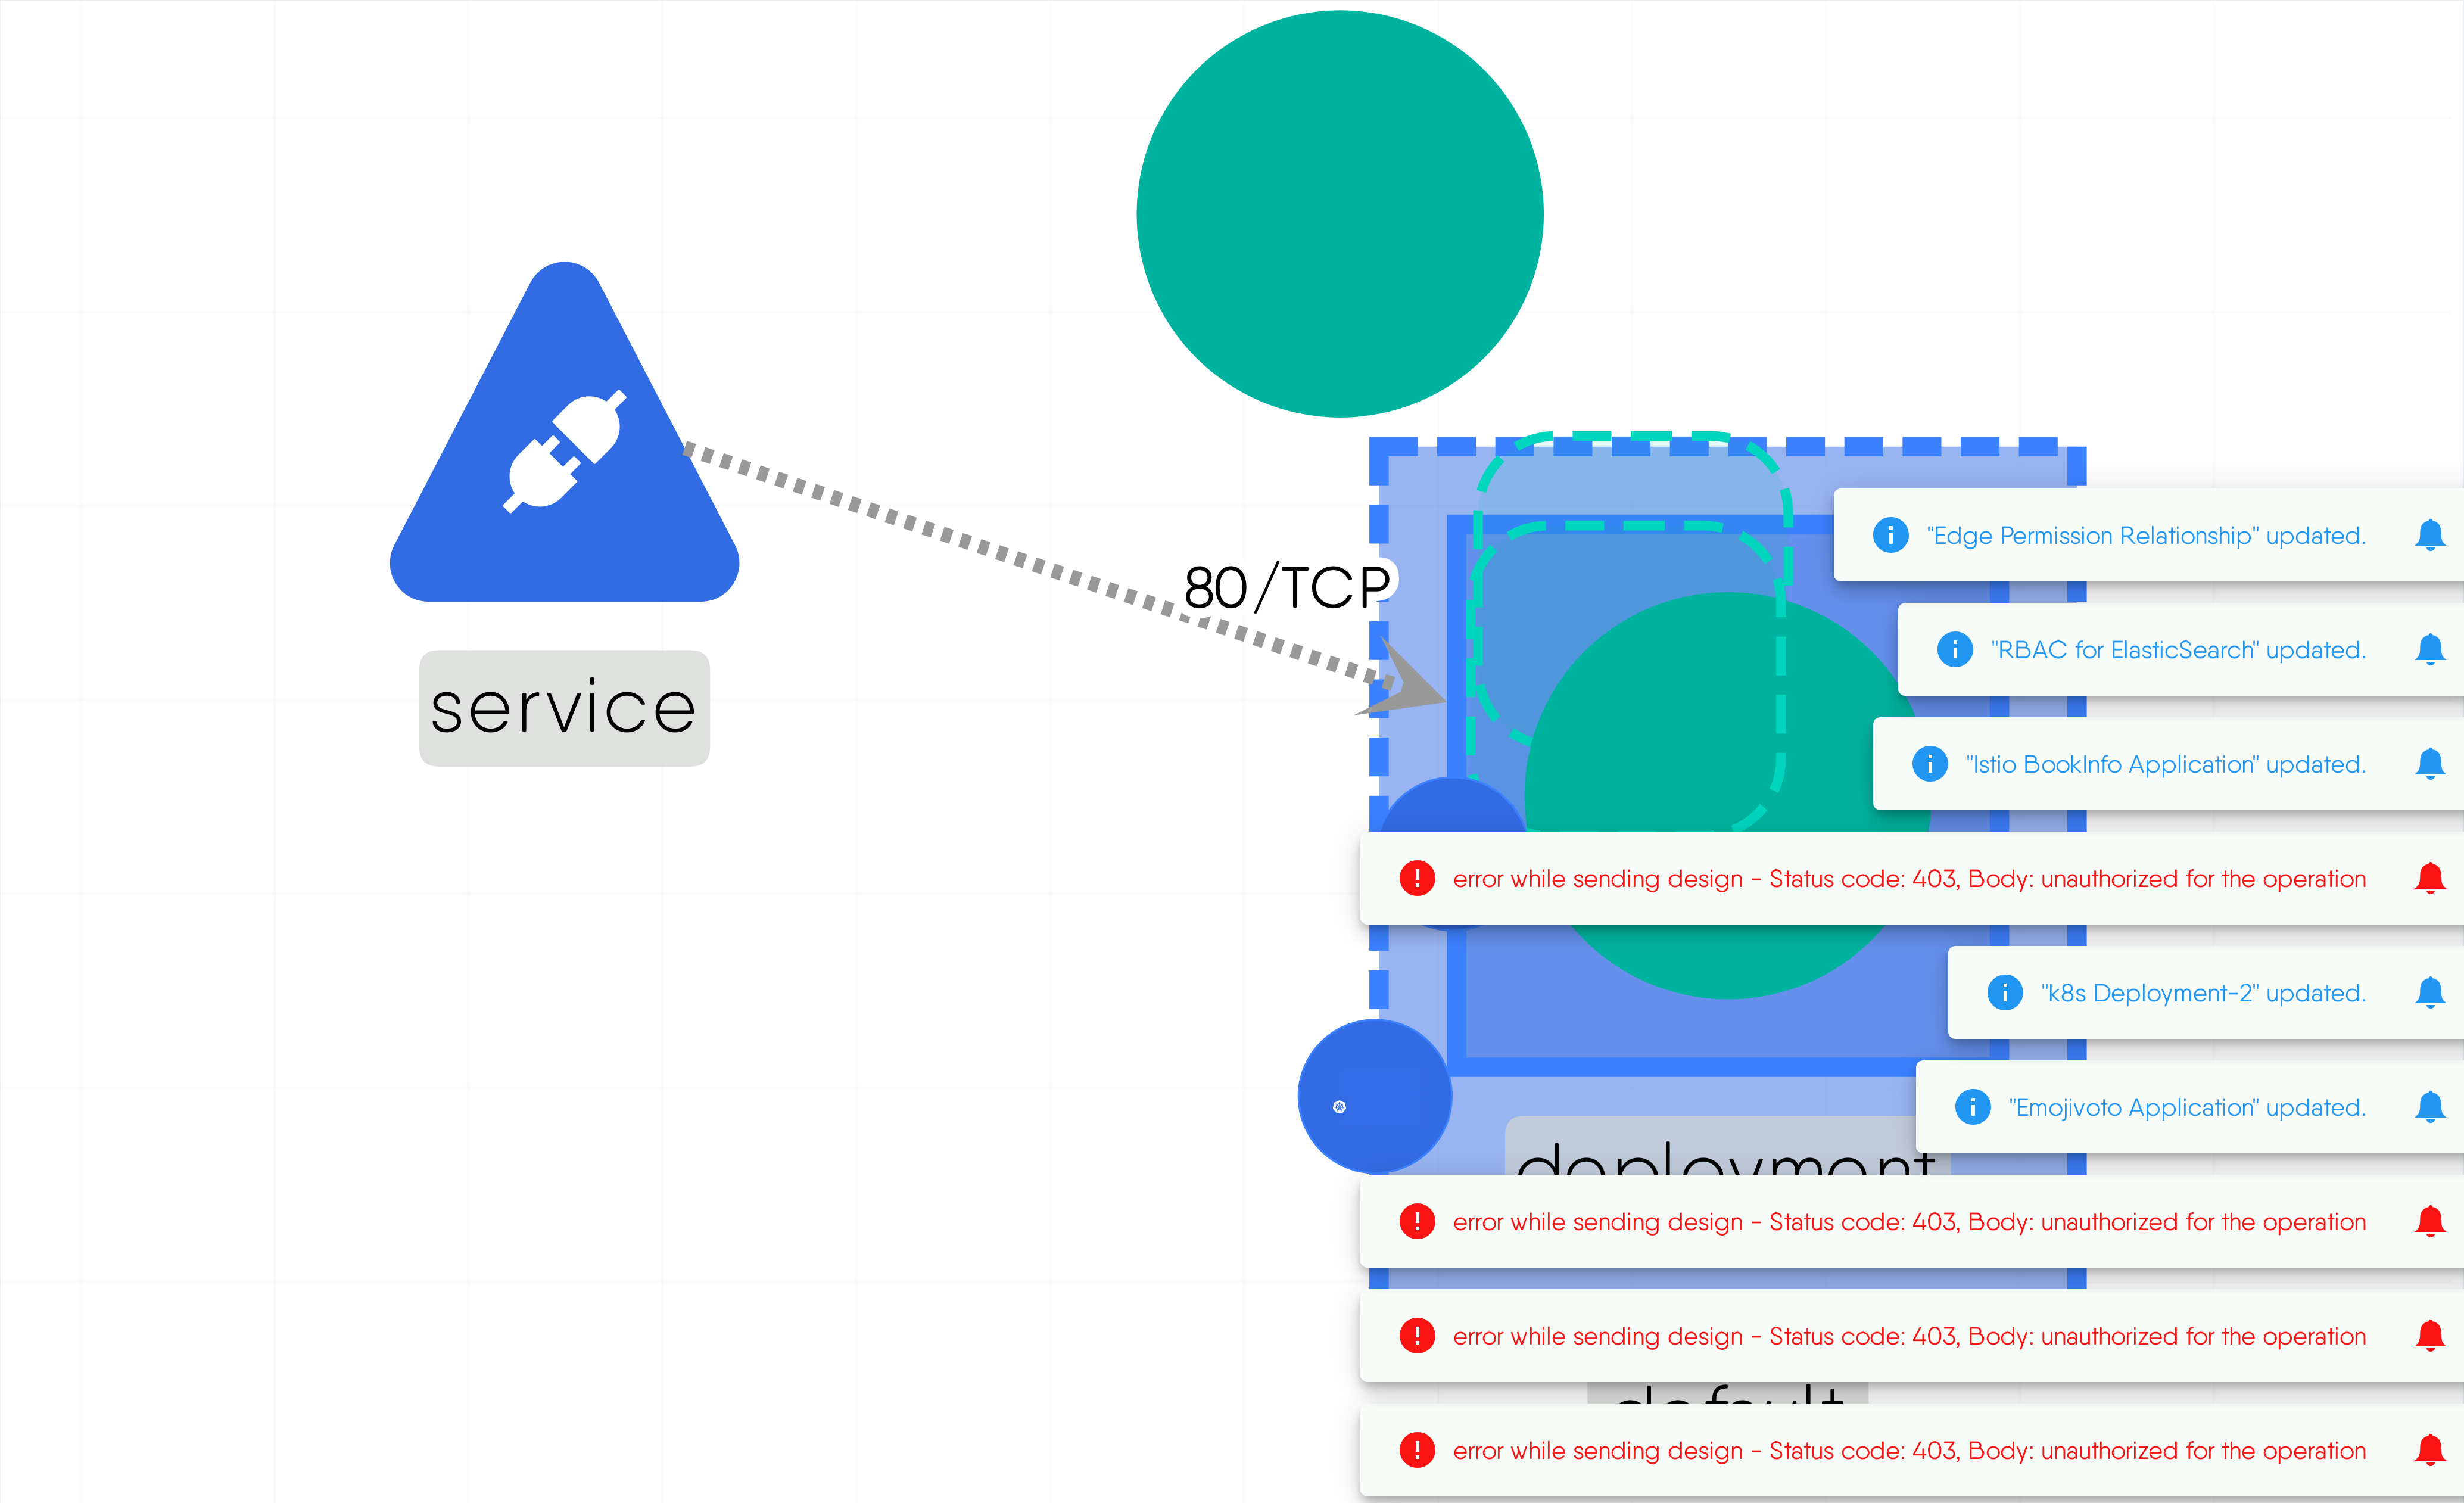 80/TCP
service
"Edge Permission Relationship" updated.
"RBAC for ElasticSearch" updated.
"Istio BookInfo Application" updated.
error while sending design - Status code: 403, Body: unauthorized for the operation
"k8s Deployment-2" updated.
"Emojivoto Application" updated.
deployment
error while sending design - Status code: 403, Body: unauthorized for the operation
error while sending design - Status code: 403, Body: unauthorized for the operation
default
error while sending design - Status code: 403, Body: unauthorized for the operation